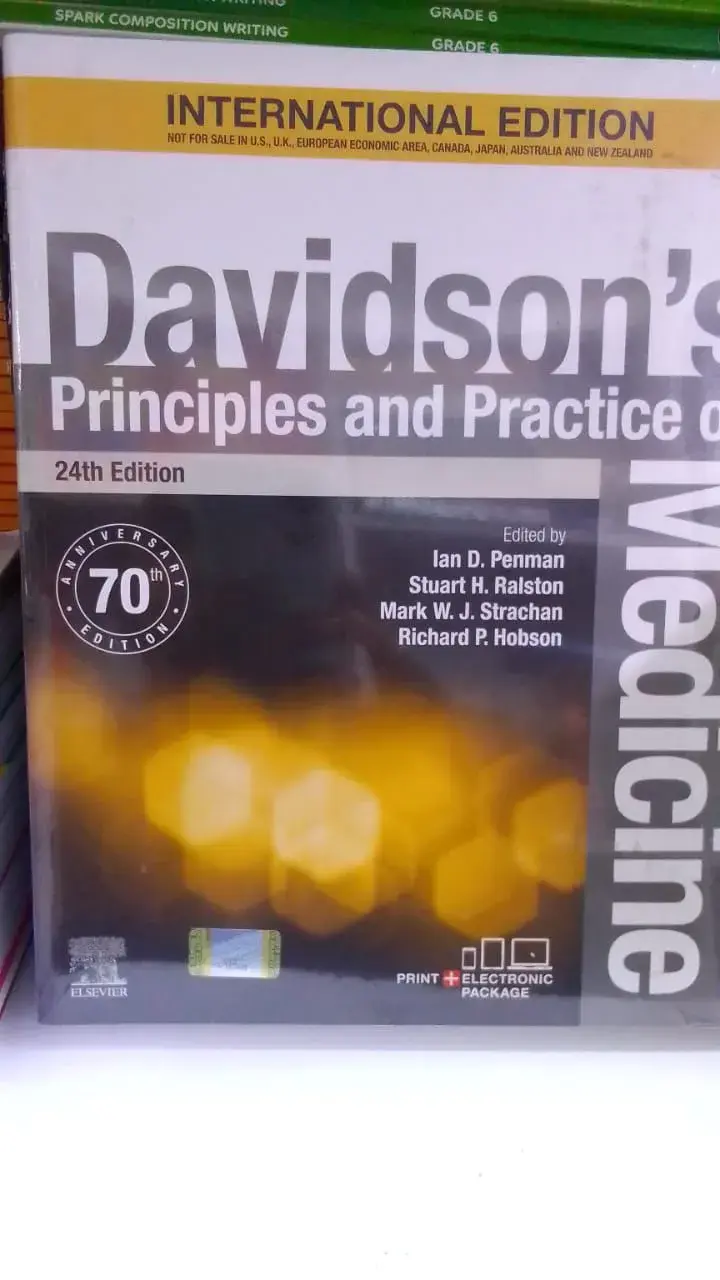 SPARK COMPOSITION WRITING
GRADE 6
GRADE 6
INTERNATIONAL EDITION
NOT FOR SALE IN U.S., U.K., EUROPEAN ECONOMIC AREA, CANADA, JAPAN, AUSTRALIA AND NEW ZEALAND
Davidson's
Principles and Practice o
Medicine
24th Edition
ANNIVERSARY
70th
EDITION
Edited by
Ian D. Penman
Stuart H. Ralston
Mark W. J. Strachan
Richard P. Hobson
ELSEVIER
PRINT + ELECTRONIC
PACKAGE